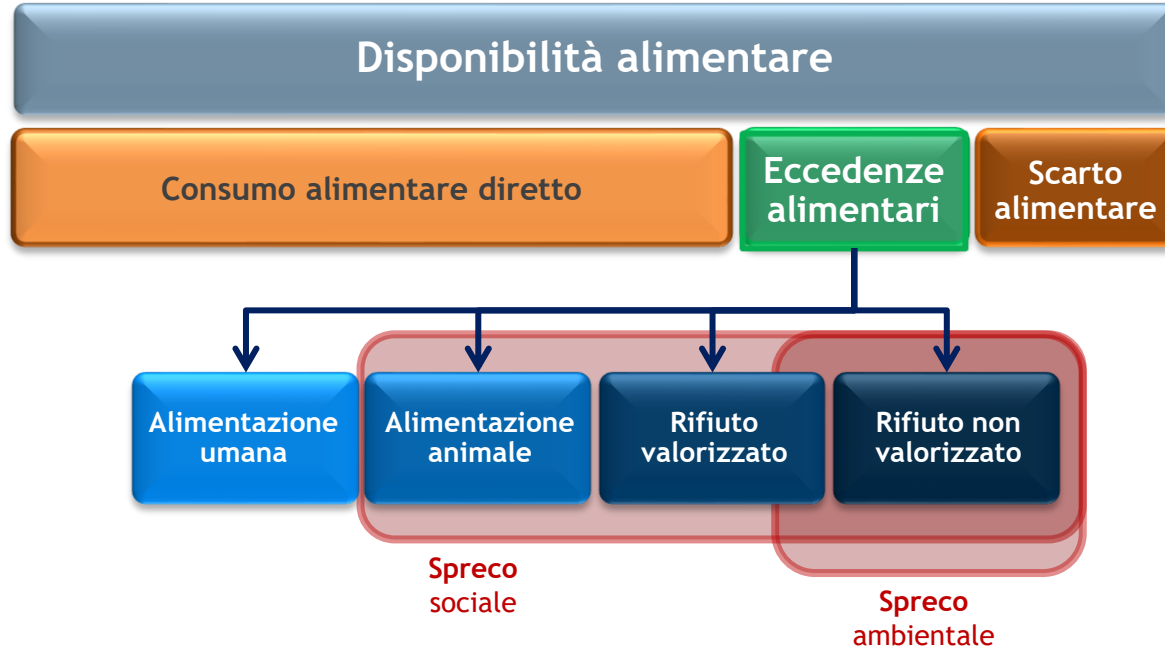 Disponibilità alimentare
Consumo alimentare diretto
Eccedenze
alimentari
Scarto
alimentare
Alimentazione
umana
Alimentazione
animale
Rifiuto
valorizzato
Rifiuto non
valorizzato
Spreco
sociale
Spreco
ambientale